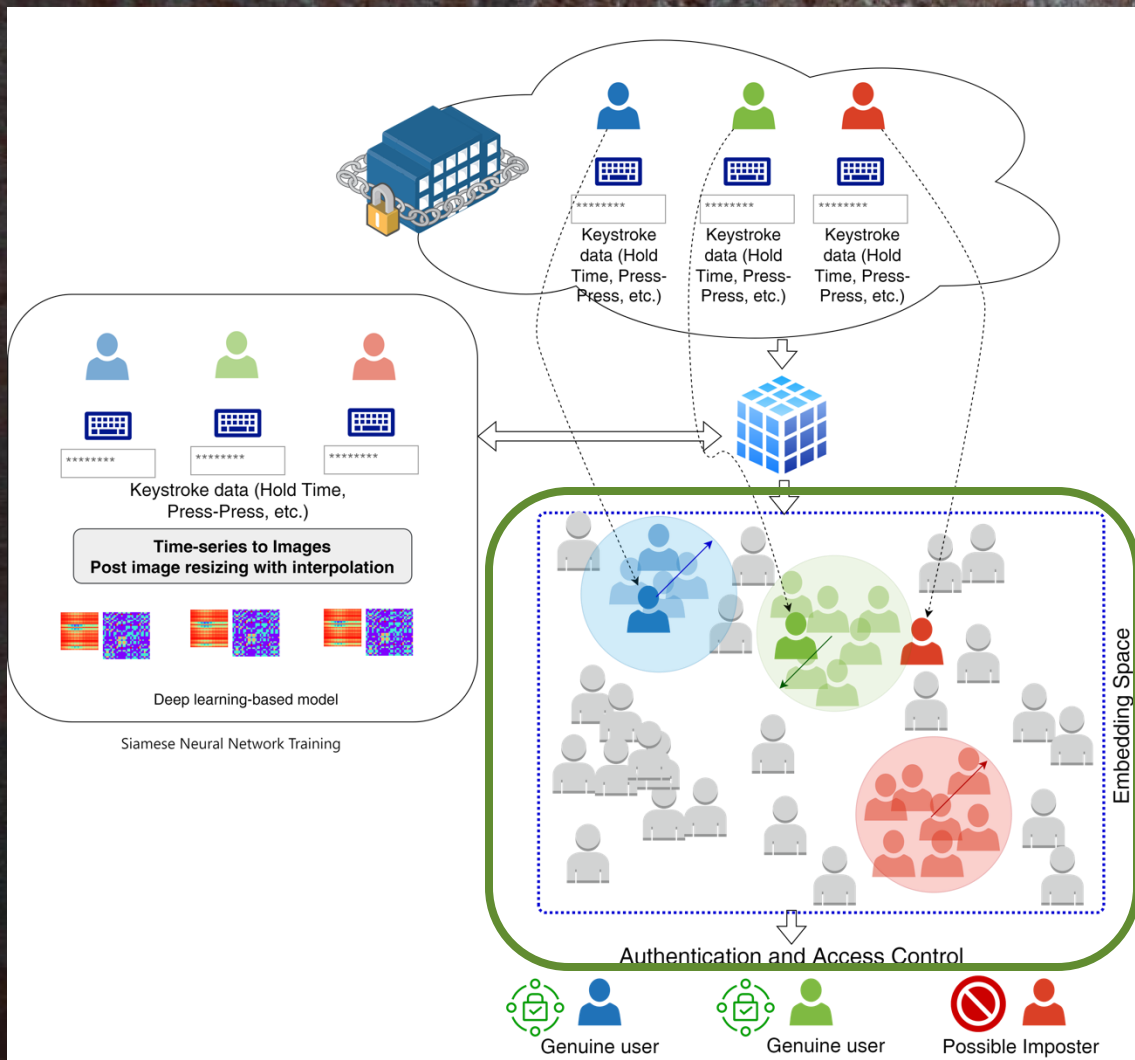 ********
********
********
Keystroke
data (Hold
Time, Press-
Press, etc.)
Keystroke
data (Hold
Time, Press-
Press, etc.)
Keystroke
data (Hold
Time, Press-
Press, etc.)
********
********
********
Keystroke data (Hold Time,
Press-Press, etc.)
Time-series to Images
Post image resizing with interpolation
Deep learning-based model
Siamese Neural Network Training
Embedding Space
Authentication and Access Control
Genuine user
Genuine user
Possible Imposter